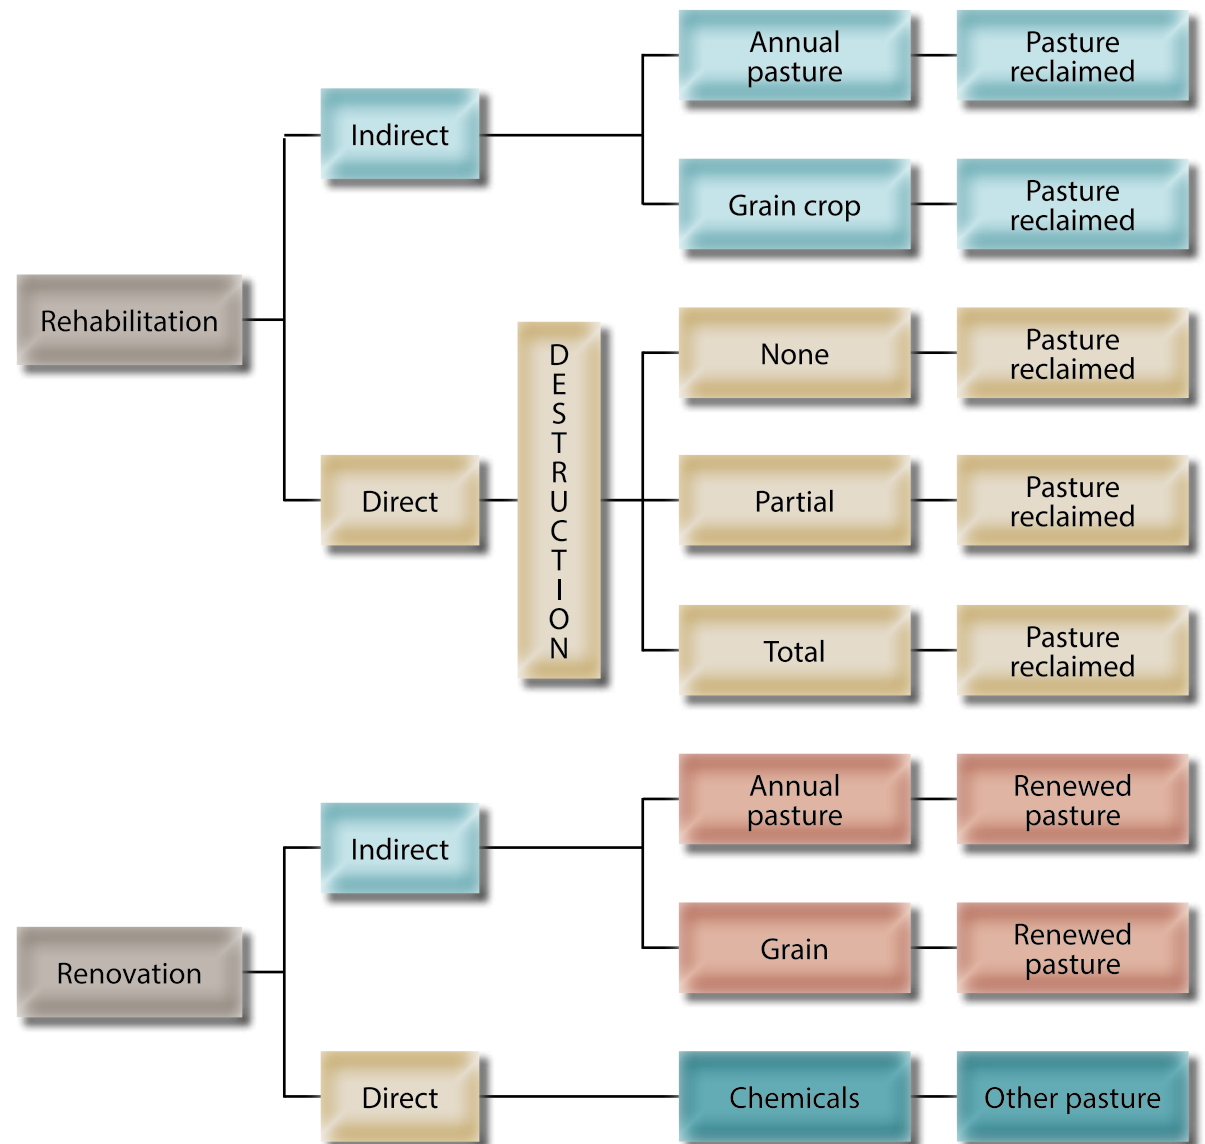 Annual
pasture
Pasture
reclaimed
Indirect
Grain crop
Pasture
reclaimed
Rehabilitation
None
Pasture
reclaimed
DESTRUCTION
Direct
Partial
Pasture
reclaimed
Total
Pasture
reclaimed
Annual
pasture
Renewed
pasture
Indirect
Grain
Renewed
pasture
Renovation
Direct
Chemicals
Other pasture